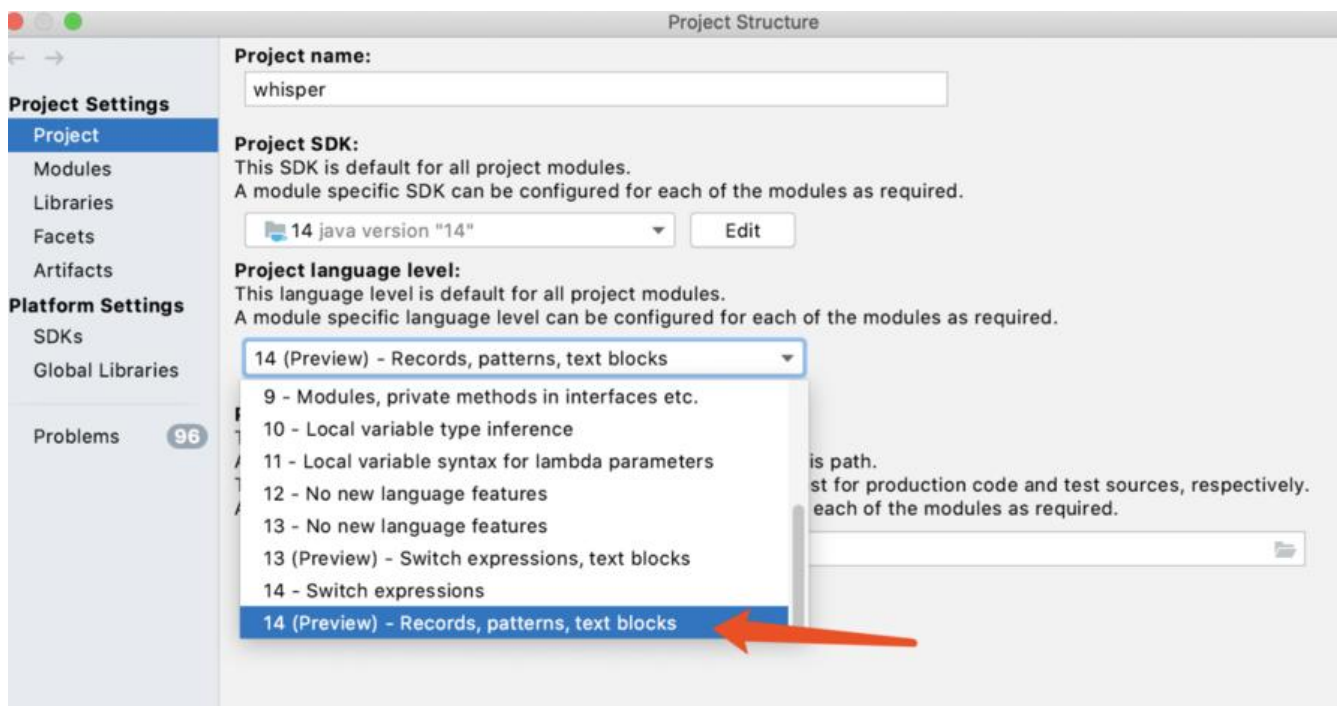 Project Structure
Project Settings
Project
Modules
Libraries
Facets
Artifacts
Platform Settings
SDKs
Global Libraries
Problems 96
Project name:
whisper
Project SDK:
This SDK is default for all project modules.
A module specific SDK can be configured for each of the modules as required.
14 java version "14"
Edit
Project language level:
This language level is default for all project modules.
A module specific language level can be configured for each of the modules as required.
14 (Preview) - Records, patterns, text blocks
9 - Modules, private methods in interfaces etc.
10 - Local variable type inference
11 - Local variable syntax for lambda parameters
12 - No new language features
13 - No new language features
13 (Preview) - Switch expressions, text blocks
14 - Switch expressions
14 (Preview) - Records, patterns, text blocks
is path.
st for production code and test sources, respectively.
each of the modules as required.